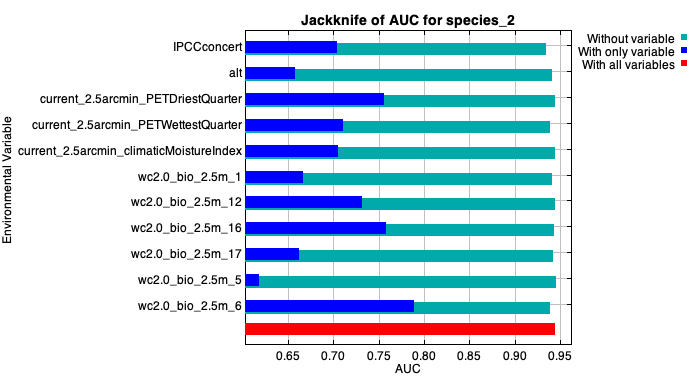 Jackknife of AUC for species_2
Without variable
With only variable
With all variables
Environmental Variable
IPCCconcert
alt
current_2.5arcmin_PETDriestQuarter
current_2.5arcmin_PETWettestQuarter
current_2.5arcmin_climaticMoistureIndex
wc2.0_bio_2.5m_1
wc2.0_bio_2.5m_12
wc2.0_bio_2.5m_16
wc2.0_bio_2.5m_17
wc2.0_bio_2.5m_5
wc2.0_bio_2.5m_6
0.65 0.70 0.75 0.80 0.85 0.90 0.95
AUC